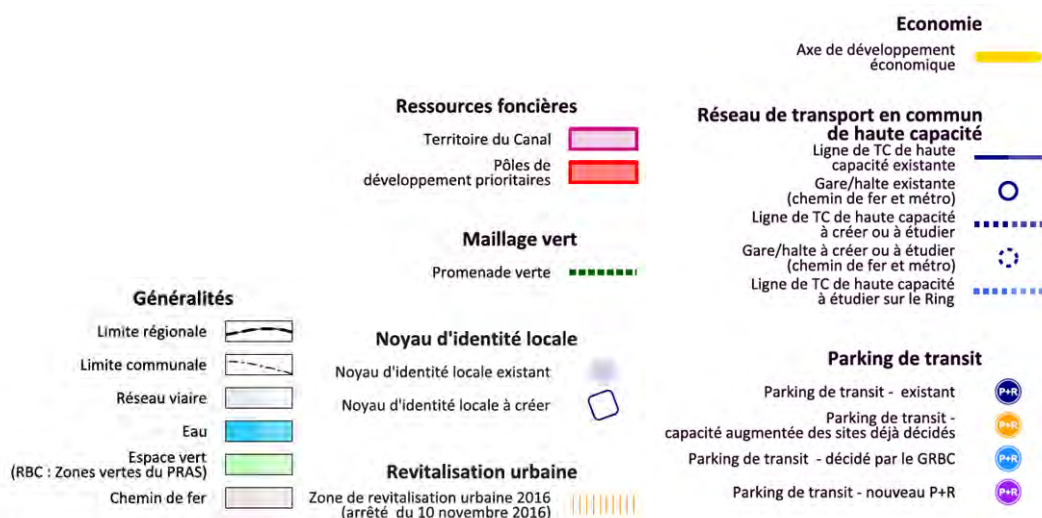 Généralités
Limite régionale
Limite communale
Réseau viaire
Eau
Espace vert
(RBC : Zones vertes du PRAS)
Chemin de fer
Ressources foncières
Territoire du Canal
Pôles de
développement prioritaires
Maillage vert
Promenade verte
Noyau d'identité locale
Noyau d'identité locale existant
Noyau d'identité locale à créer
Revitalisation urbaine
Zone de revitalisation urbaine 2016
(arrêté du 10 novembre 2016)
Economie
Axe de développement
économique
Réseau de transport en commun
de haute capacité
Ligne de TC de haute
capacité existante
Gare/halte existante
(chemin de fer et métro)
Ligne de TC de haute capacité
à créer ou à étudier
Gare/halte à créer ou à étudier
(chemin de fer et métro)
Ligne de TC de haute capacité
à étudier sur le Ring
Parking de transit
Parking de transit - existant
P+R
Parking de transit -
capacité augmentée des sites déjà décidés
P+R
Parking de transit - décidé par le GRBC
P+R
Parking de transit - nouveau P+R
P+R